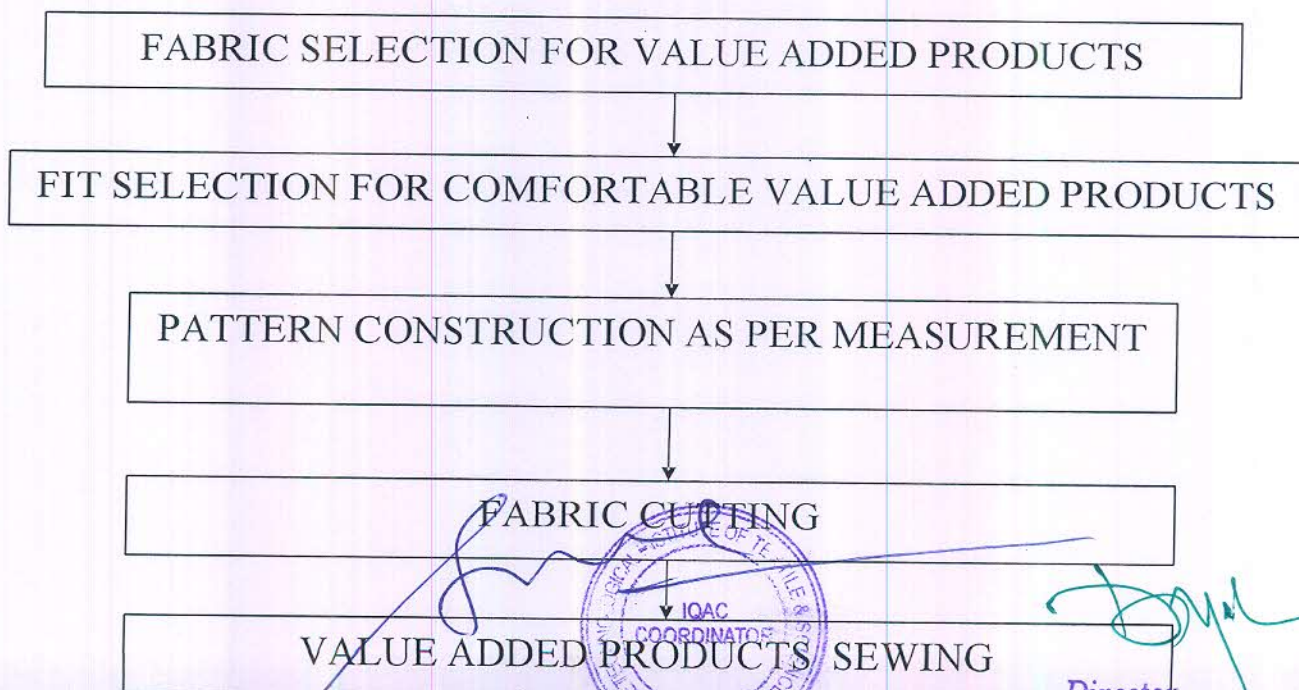 FABRIC SELECTION FOR VALUE ADDED PRODUCTS
FIT SELECTION FOR COMFORTABLE VALUE ADDED PRODUCTS
PATTERN CONSTRUCTION AS PER MEASUREMENT
FABRIC CUTTING
IQAC
COORDINATOR
VALUE ADDED PRODUCTS SEWING
Director